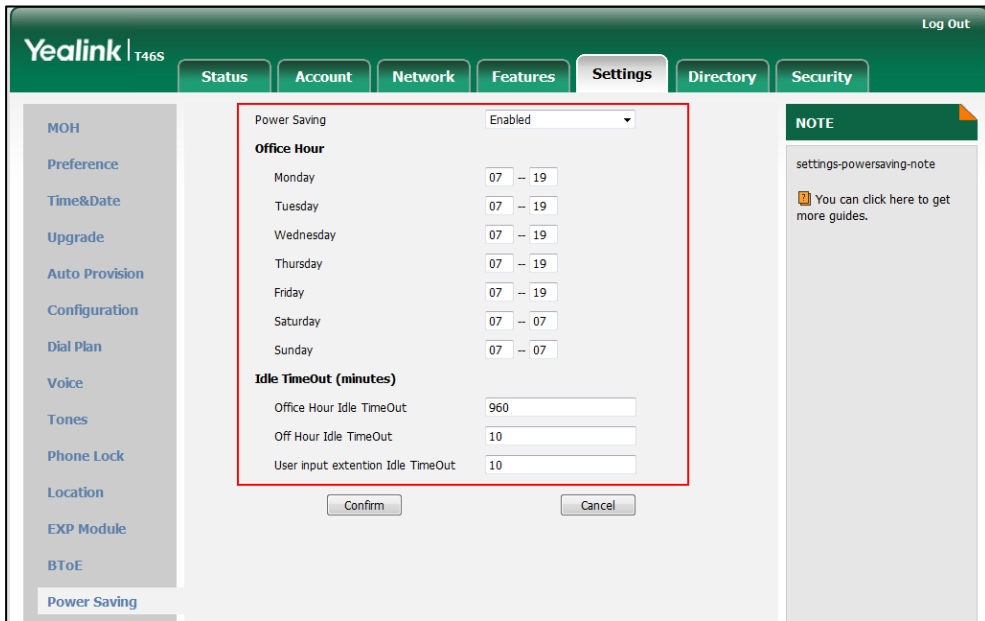 Log Out
Yealink T46S
Status Account Network Features Settings Directory Security
MOH
Preference
Time&Date
Upgrade
Auto Provision
Configuration
Dial Plan
Voice
Tones
Phone Lock
Location
EXP Module
BToE
Power Saving
Power Saving Enabled
Office Hour
Monday 07 -- 19
Tuesday 07 -- 19
Wednesday 07 -- 19
Thursday 07 -- 19
Friday 07 -- 19
Saturday 07 -- 07
Sunday 07 -- 07
Idle TimeOut (minutes)
Office Hour Idle TimeOut 960
Off Hour Idle TimeOut 10
User input extention Idle TimeOut 10
Confirm Cancel
NOTE
settings-powersaving-note
You can click here to get
more guides.